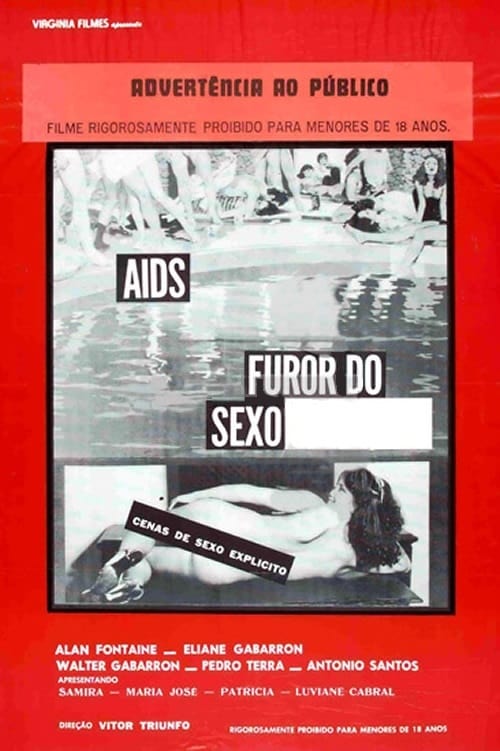 VIRGINIA FILMES apresenta
ADVERTÊNCIA AO PÚBLICO
FILME RIGOROSAMENTE PROIBIDO PARA MENORES DE 18 ANOS.
AIDS
FUROR DO
SEXO
CENAS DE SEXO EXPLICITO
ALAN FONTAINE — ELIANE GABARRON
WALTER GABARRON — PEDRO TERRA — ANTONIO SANTOS
APRESENTANDO
SAMIRA — MARIA JOSÉ — PATRICIA — LUVIANE CABRAL
DIREÇÃO VITOR TRIUNFO
RIGOROSAMENTE PROIBIDO PARA MENORES DE 18 ANOS